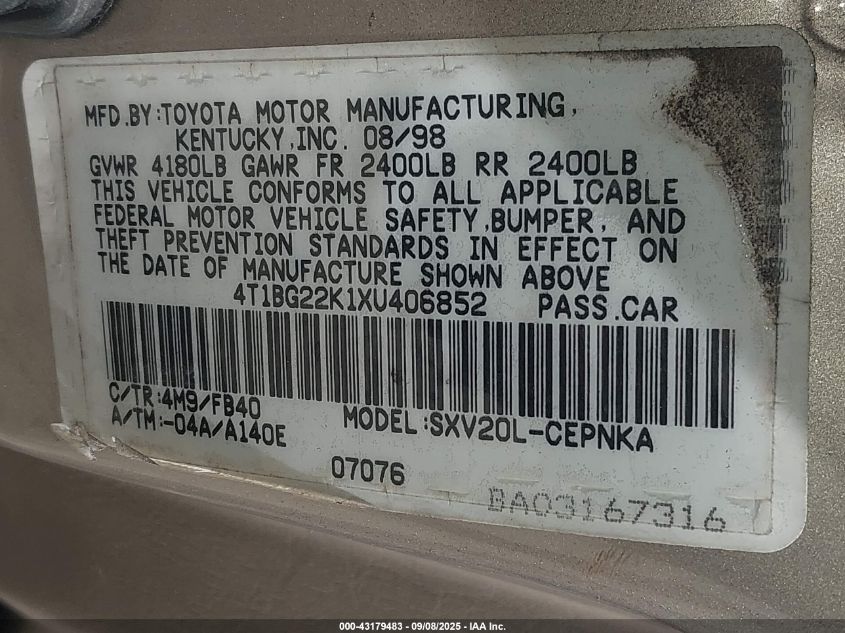 MFD.BY:TOYOTA MOTOR MANUFACTURING,
KENTUCKY,INC. 08/98
GVWR 4180LB GAWR FR 2400LB RR 2400LB
THIS VEHICLE CONFORMS TO ALL APPLICABLE
FEDERAL MOTOR VEHICLE SAFETY,BUMPER, AND
THEFT PREVENTION STANDARDS IN EFFECT ON
THE DATE OF MANUFACTURE SHOWN ABOVE
4T1BG22K1XU406852 PASS.CAR
C/TR:4M9/FB40
A/TM:-04A/A140E MODEL:SXV20L-CEPNKA
07076
BA03167316
000-43179483 - 09/08/2025 - IAA Inc.